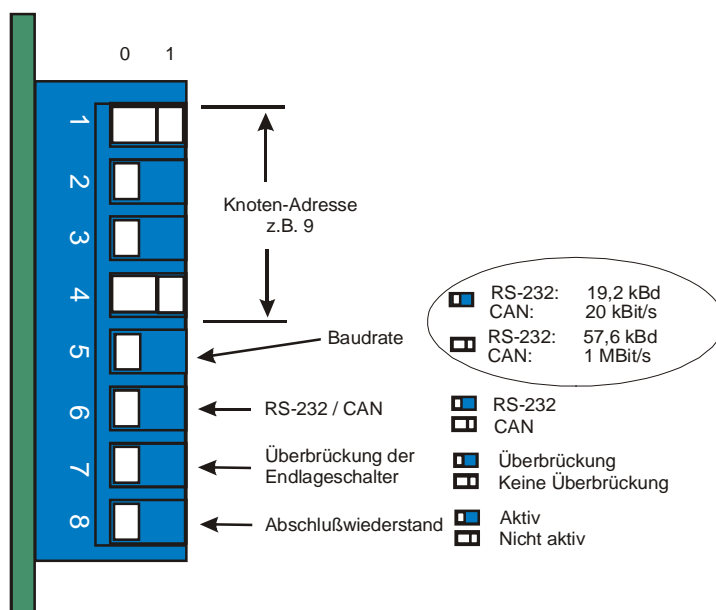 0 1
1
2
3
4
5
6
7
8
Knoten-Adresse
z.B. 9
Baudrate
RS-232: 19,2 kBd
CAN: 20 kBit/s
RS-232: 57,6 kBd
CAN: 1 MBit/s
RS-232 / CAN
RS-232
CAN
Überbrückung der
Endlageschalter
Überbrückung
Keine Überbrückung
Abschlußwiederstand
Aktiv
Nicht aktiv